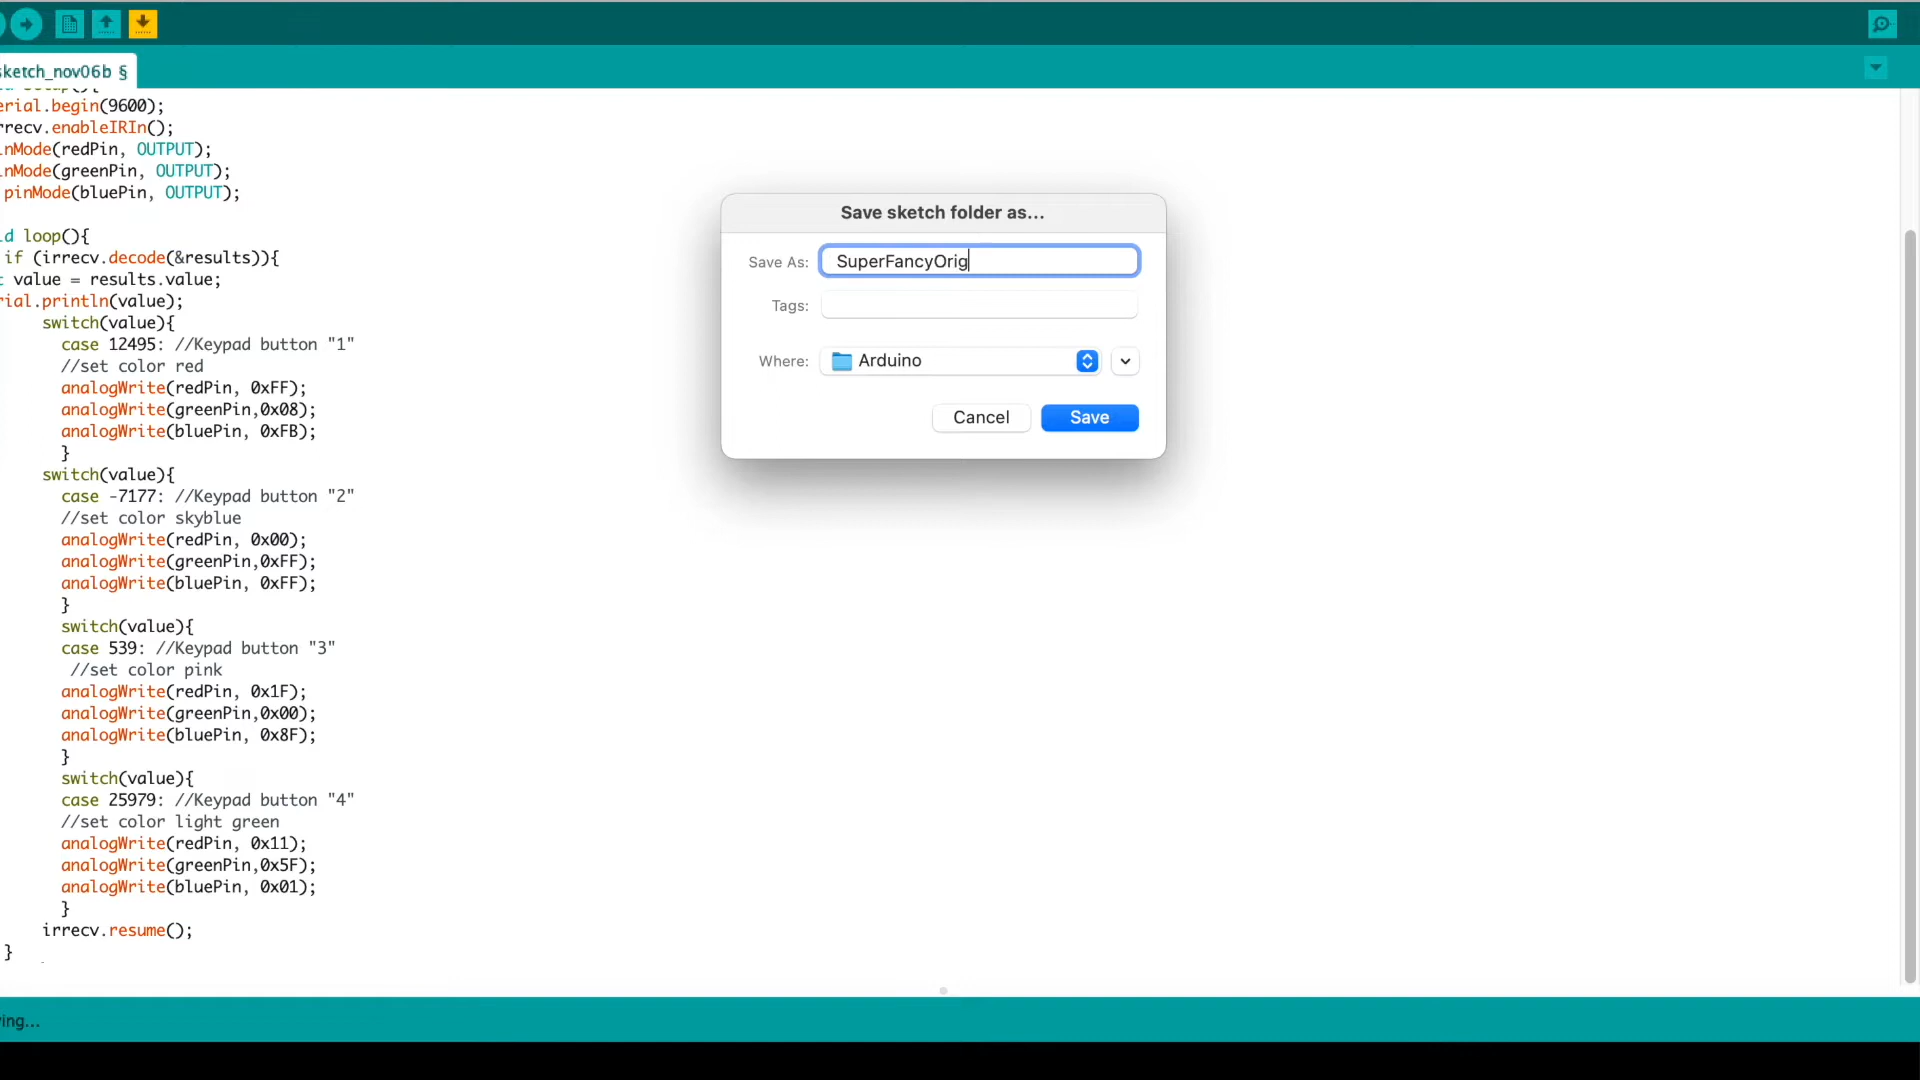 sketch_nov06b §
erial.begin(9600);
rrecv.enableIRIn();
inMode(redPin, OUTPUT);
inMode(greenPin, OUTPUT);
pinMode(bluePin, OUTPUT);
d loop(){
if (irrecv.decode(&results)){
t value = results.value;
rial.println(value);
switch(value){
case 12495: //Keypad button "1"
//set color red
analogWrite(redPin, 0xFF);
analogWrite(greenPin,0x08);
analogWrite(bluePin, 0xFB);
}
switch(value){
case -7177: //Keypad button "2"
//set color skyblue
analogWrite(redPin, 0x00);
analogWrite(greenPin,0xFF);
analogWrite(bluePin, 0xFF);
}
switch(value){
case 539: //Keypad button "3"
//set color pink
analogWrite(redPin, 0x1F);
analogWrite(greenPin,0x00);
analogWrite(bluePin, 0x8F);
}
switch(value){
case 25979: //Keypad button "4"
//set color light green
analogWrite(redPin, 0x11);
analogWrite(greenPin,0x5F);
analogWrite(bluePin, 0x01);
}
irrecv.resume();
}
Save sketch folder as...
Save As: SuperFancyOrig
Tags:
Where: Arduino
Cancel Save
ing...